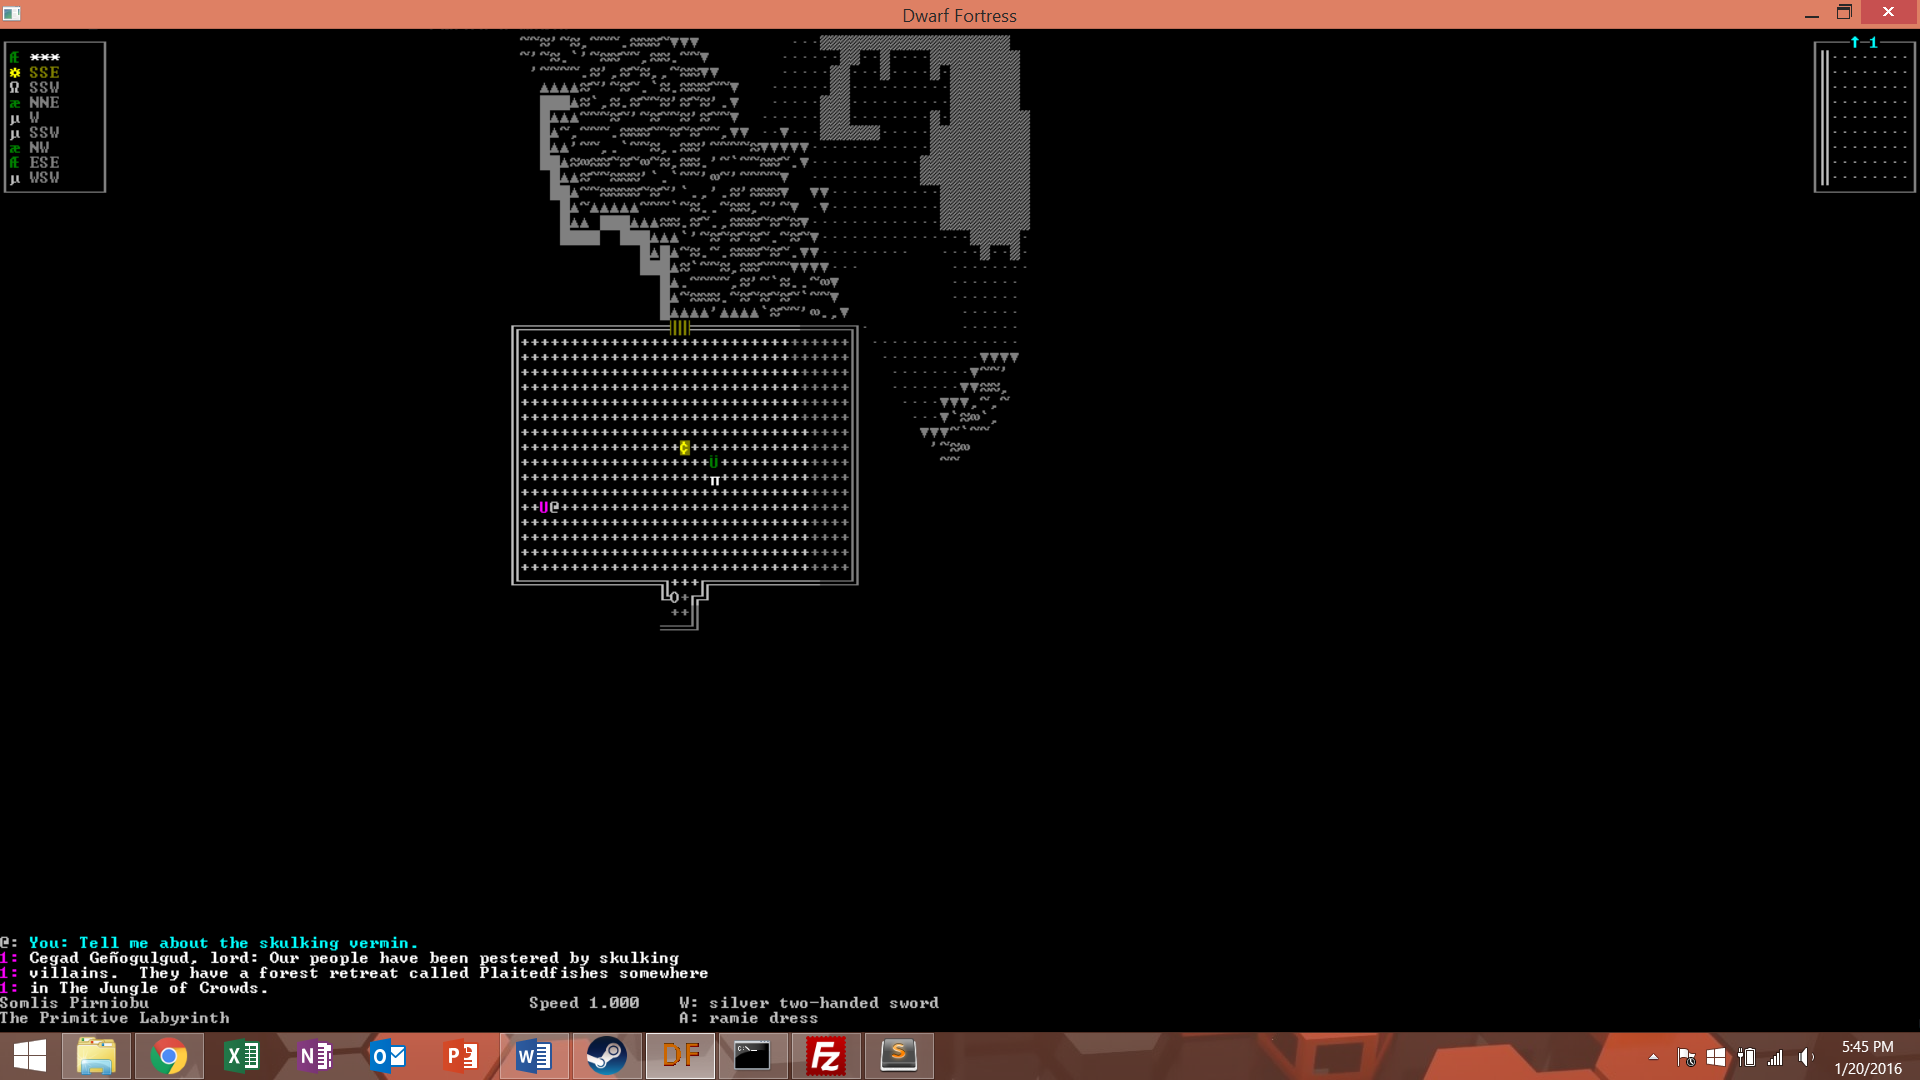 Dwarf Fortress
Æ ***
☼ SSE
Ω SSW
æ NNE
µ W
µ SSW
æ NW
Æ ESE
µ WSW
↑ 1
@: You: Tell me about the skulking vermin.
1: Cegad Geñogulgud, lord: Our people have been pestered by skulking
1: villains.  They have a forest retreat called Plaitedfishes somewhere
1: in The Jungle of Crowds.
Somlis Pirniobu Speed 1.000 W: silver two-handed sword
The Primitive Labyrinth A: ramie dress
DF
5:45 PM
1/20/2016